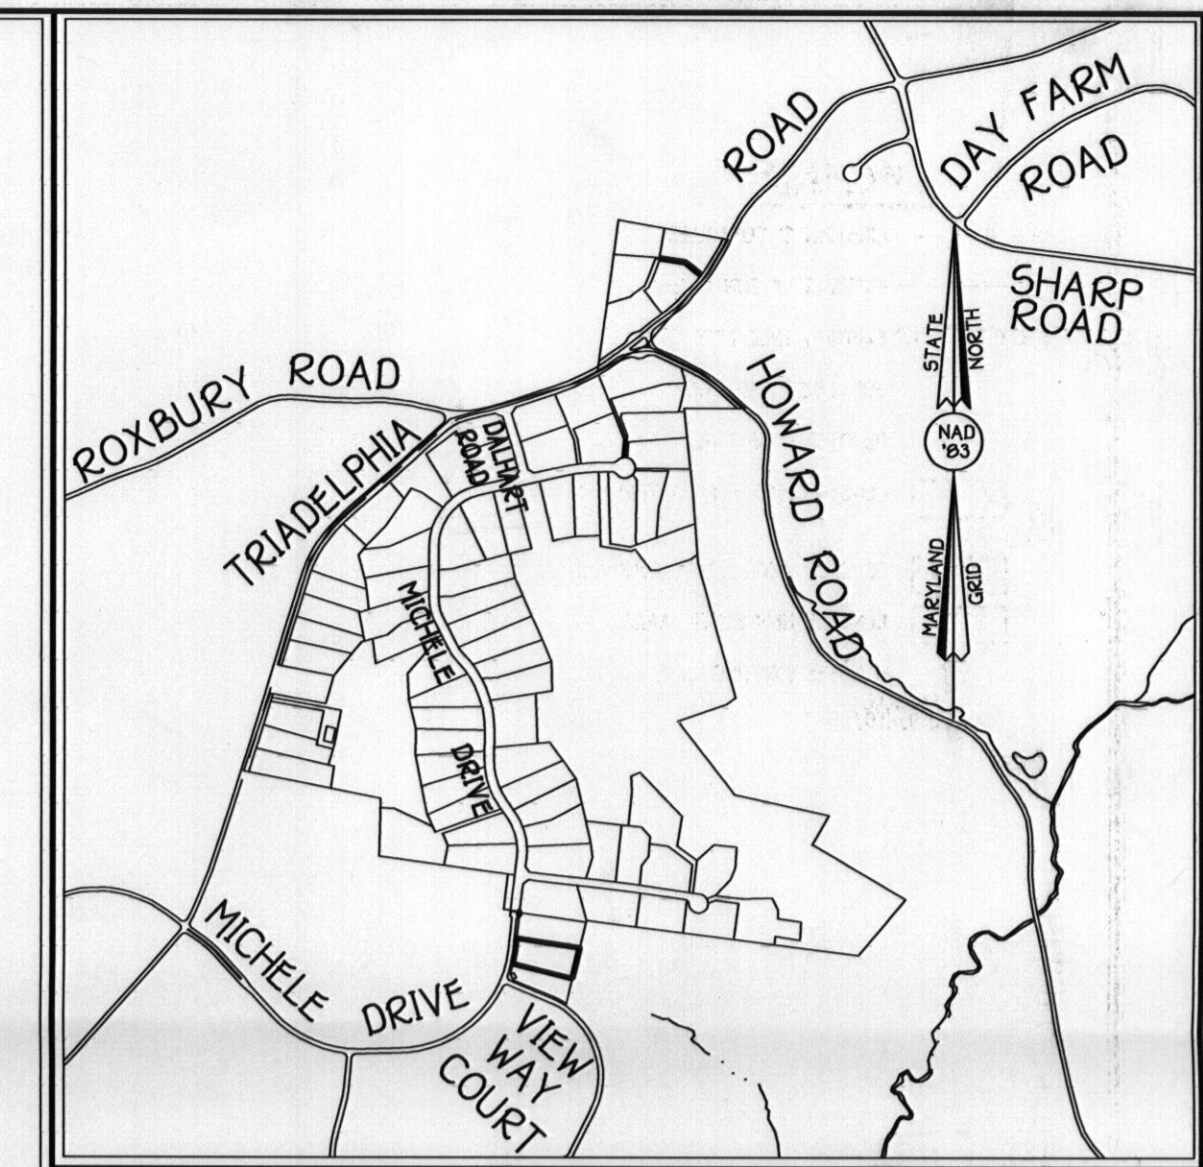 ROAD
DAY FARM
ROAD
SHARP
ROAD
STATE
NORTH
NAD
'83
MARYLAND
GRID
ROXBURY ROAD
TRIADELPHIA
DALHART
ROAD
HOWARD ROAD
MICHELE
DRIVE
MICHELE DRIVE
VIEW
WAY
COURT